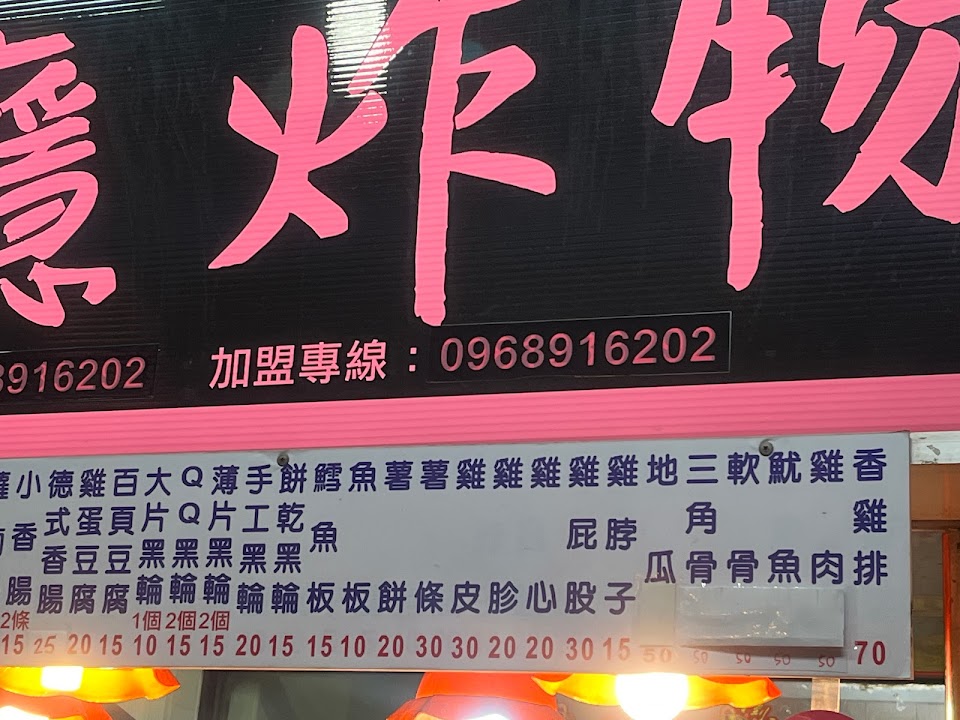 炸物
8916202
加盟專線：0968916202
香雞排 70
雞肉 50
魷魚 50
軟骨 50
三角骨 50
地瓜 50
雞脖子 15
雞屁股 30
雞心 20
雞胗 20
雞皮 30
薯條 30
薯餅 20
魚板 10
鱈魚板 15
餅乾黑輪 15
手工黑輪 20
薄片黑輪 2個 15
QQ黑輪 2個 15
大片黑輪 1個 10
百頁豆腐 15
雞蛋豆腐 20
德式香腸 25
小香腸 2條 15